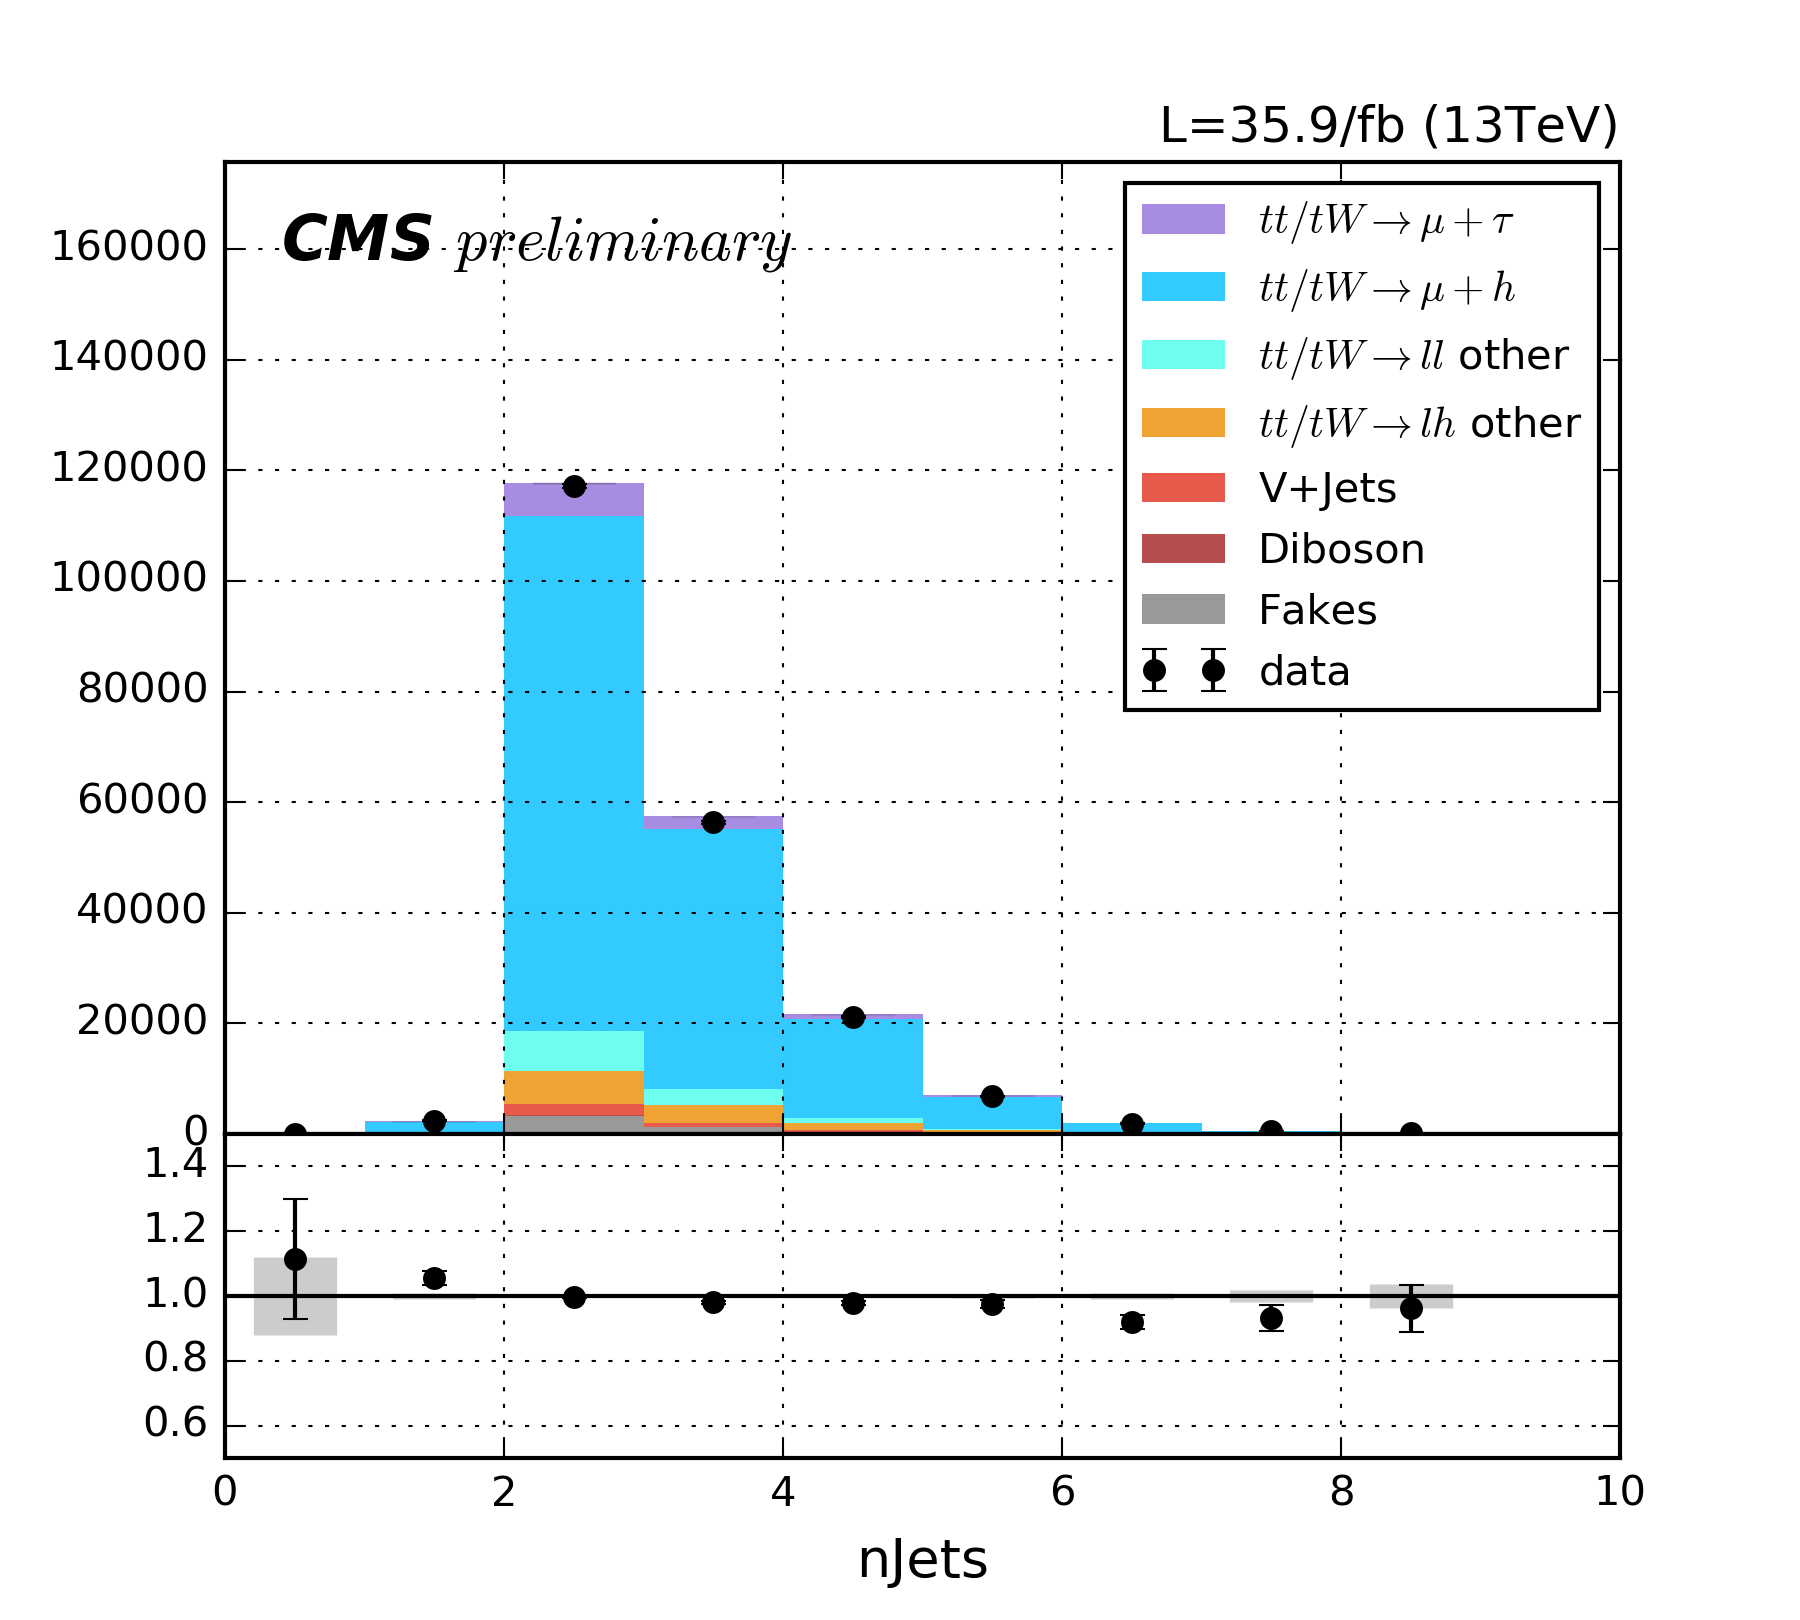 L=35.9/fb (13TeV)
CMS preliminary
tt/tW→μ+τ
tt/tW→μ+h
tt/tW→ll other
tt/tW→lh other
V+Jets
Diboson
Fakes
data
160000
140000
120000
100000
80000
60000
40000
20000
0
1.4
1.2
1.0
0.8
0.6
0 2 4 6 8 10
nJets